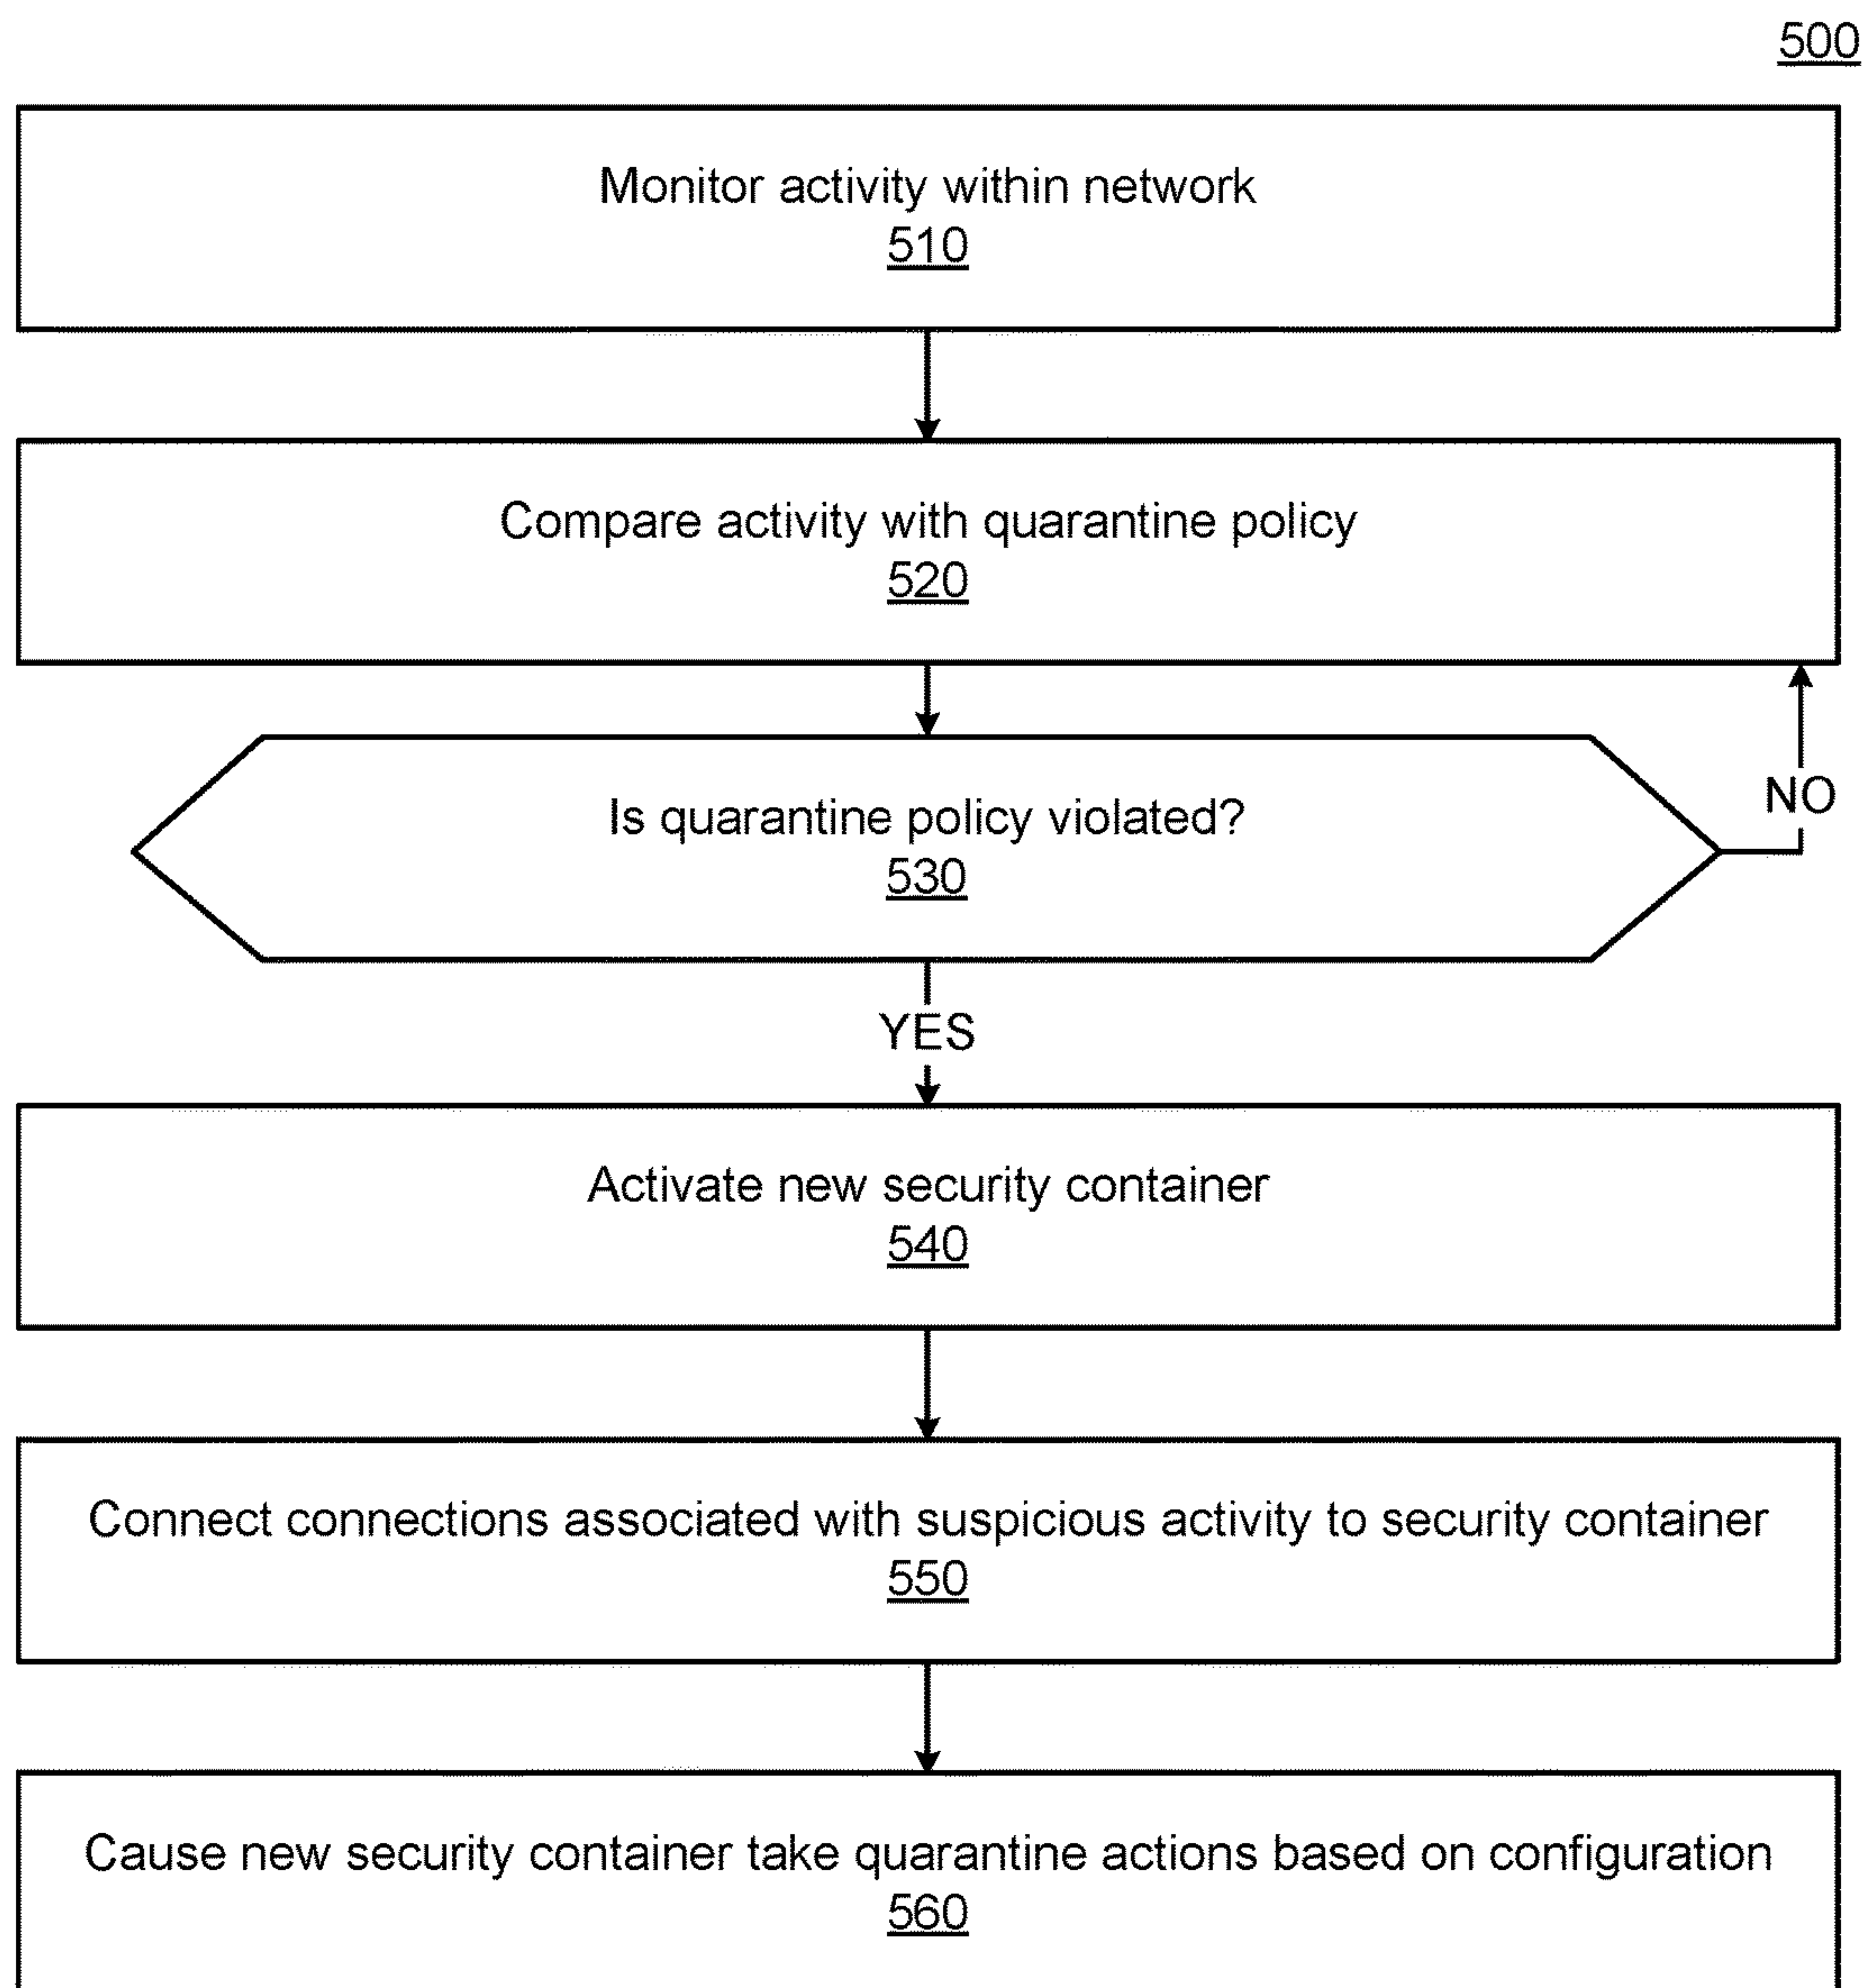 500
Monitor activity within network
510
Compare activity with quarantine policy
520
Is quarantine policy violated?
530
NO
YES
Activate new security container
540
Connect connections associated with suspicious activity to security container
550
Cause new security container take quarantine actions based on configuration
560